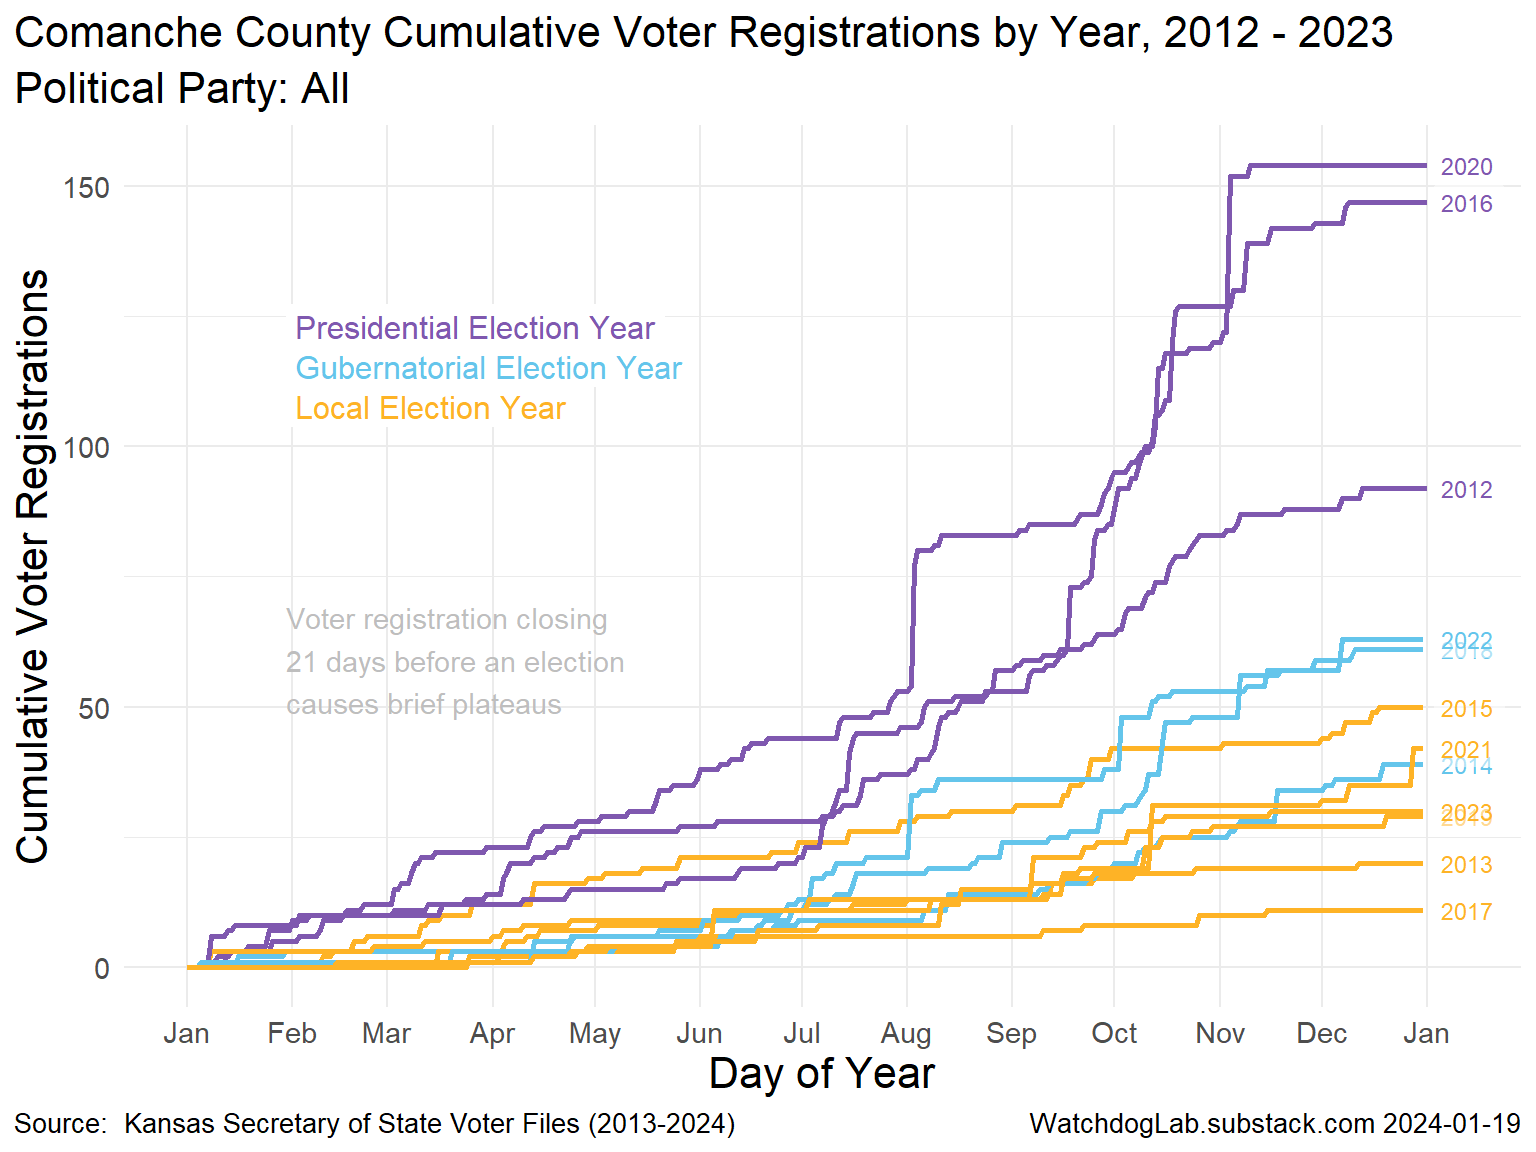 Comanche County Cumulative Voter Registrations by Year, 2012 - 2023
Political Party: All
Cumulative Voter Registrations
150
100
50
0
Presidential Election Year
Gubernatorial Election Year
Local Election Year
Voter registration closing
21 days before an election
causes brief plateaus
2020
2016
2012
2022
2018
2015
2021
2014
2023
2013
2017
Jan Feb Mar Apr May Jun Jul Aug Sep Oct Nov Dec Jan
Day of Year
Source:  Kansas Secretary of State Voter Files (2013-2024)
WatchdogLab.substack.com 2024-01-19